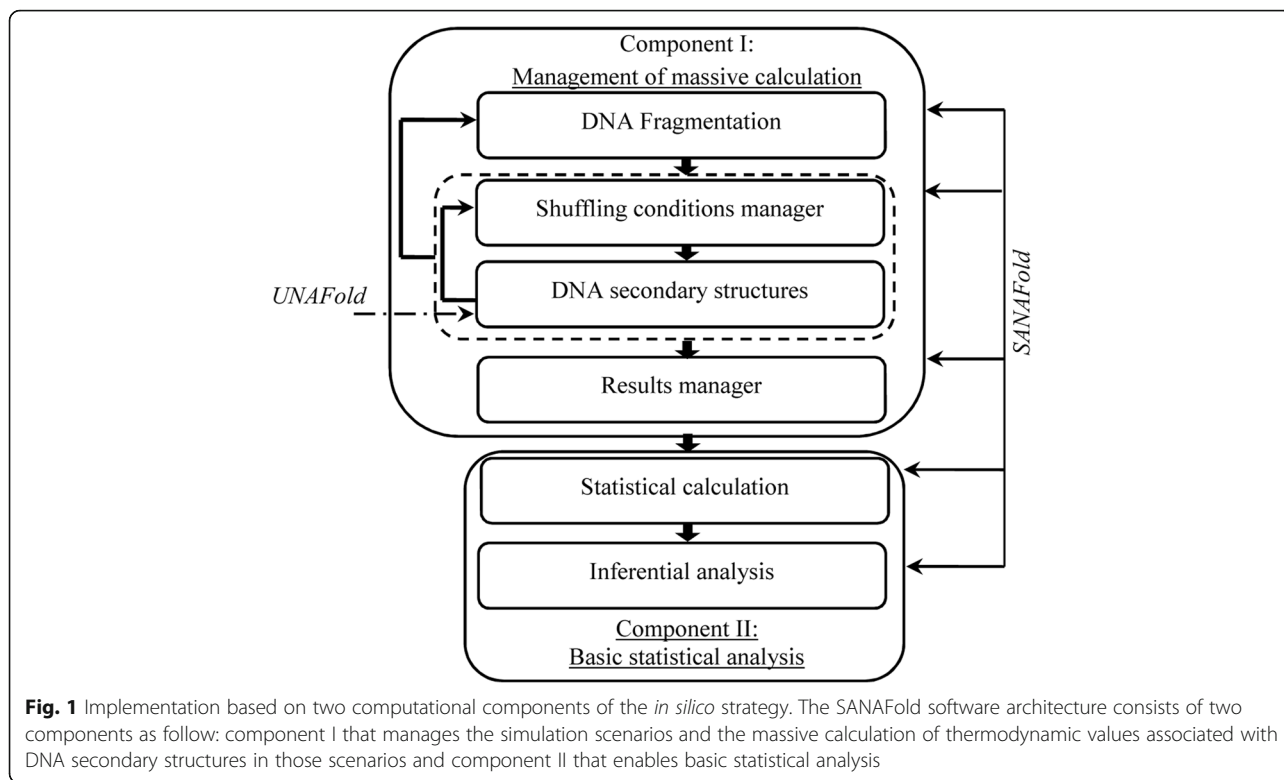 Component I:
Management of massive calculation
DNA Fragmentation
Shuffling conditions manager
DNA secondary structures
UNAFold
SANAFold
Results manager
Statistical calculation
Inferential analysis
Component II:
Basic statistical analysis
Fig. 1 Implementation based on two computational components of the in silico strategy. The SANAFold software architecture consists of two
components as follow: component I that manages the simulation scenarios and the massive calculation of thermodynamic values associated with
DNA secondary structures in those scenarios and component II that enables basic statistical analysis